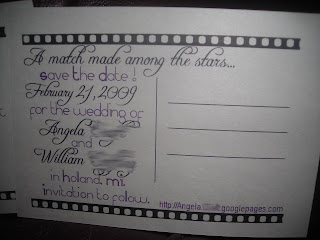 A match made among the stars...
save the date!
February 21, 2009
for the wedding of
Angela
and
William
in holland, mi
invitation to follow.
http://Angela googlepages.com